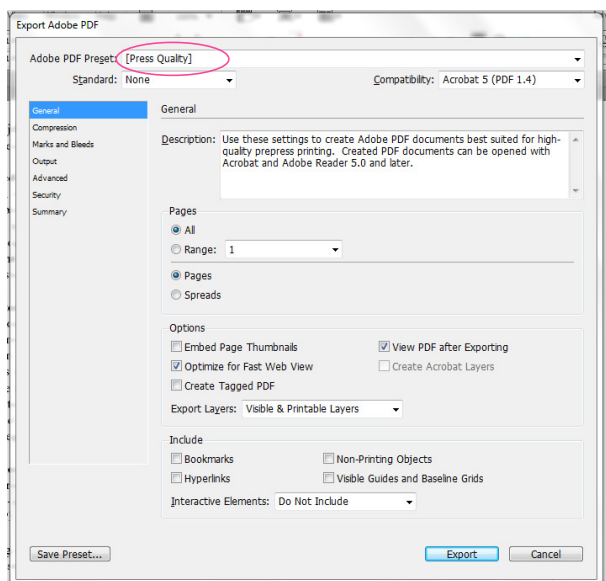 Export Adobe PDF
Adobe PDF Preset: [Press Quality]
Standard: None Compatibility: Acrobat 5 (PDF 1.4)
General
Compression
Marks and Bleeds
Output
Advanced
Security
Summary
General
Description: Use these settings to create Adobe PDF documents best suited for high-
quality prepress printing. Created PDF documents can be opened with
Acrobat and Adobe Reader 5.0 and later.
Pages
All
Range: 1
Pages
Spreads
Options
Embed Page Thumbnails View PDF after Exporting
Optimize for Fast Web View Create Acrobat Layers
Create Tagged PDF
Export Layers: Visible & Printable Layers
Include
Bookmarks Non-Printing Objects
Hyperlinks Visible Guides and Baseline Grids
Interactive Elements: Do Not Include
Save Preset... Export Cancel